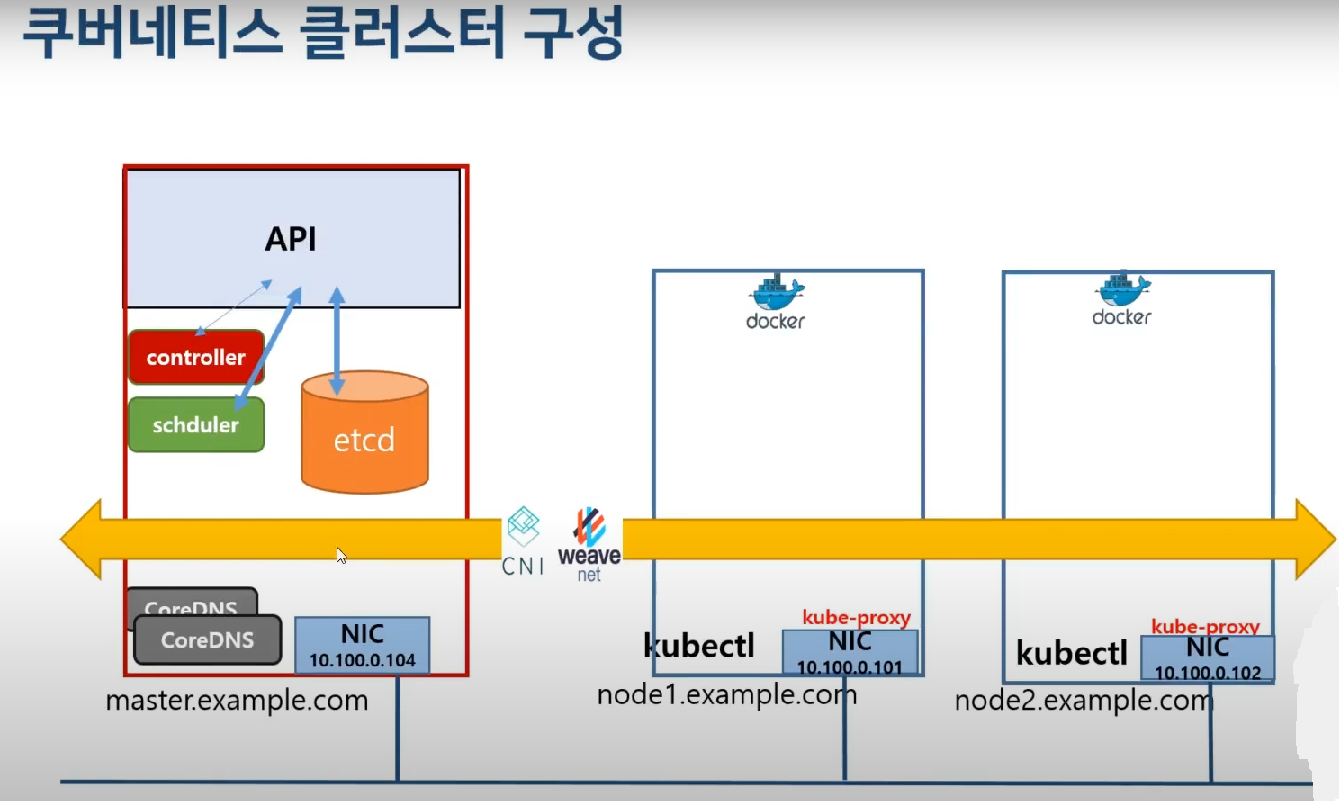 쿠버네티스 클러스터 구성
API
controller
schduler
etcd
docker
docker
CNI
weave
net
CoreDNS
CoreDNS
NIC
10.100.0.104
master.example.com
kubectl
kube-proxy
NIC
10.100.0.101
node1.example.com
kubectl
kube-proxy
NIC
10.100.0.102
node2.example.com